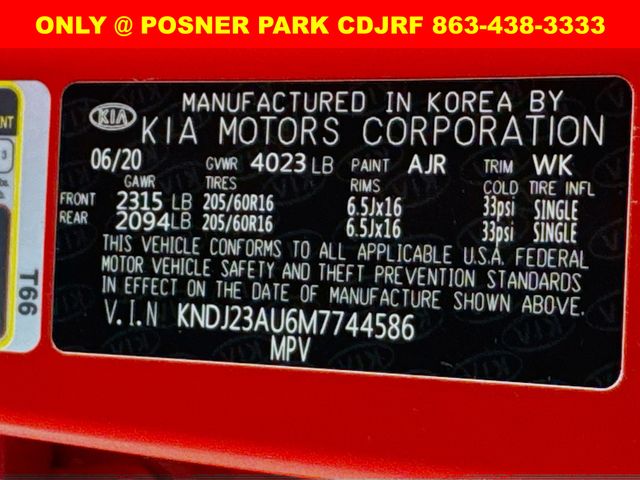 ONLY @ POSNER PARK CDJRF 863-438-3333
KIA
MANUFACTURED IN KOREA BY
KIA MOTORS CORPORATION
06/20 GVWR 4023 LB PAINT AJR TRIM WK
GAWR TIRES RIMS COLD TIRE INFL
FRONT 2315 LB 205/60R16 6.5Jx16 33psi SINGLE
REAR 2094 LB 205/60R16 6.5Jx16 33psi SINGLE
THIS VEHICLE CONFORMS TO ALL APPLICABLE U.S.A. FEDERAL
MOTOR VEHICLE SAFETY AND THEFT PREVENTION STANDARDS
IN EFFECT ON THE DATE OF MANUFACTURE SHOWN ABOVE.
V.I.N KNDJ23AU6M7744586
MPV
T66
3